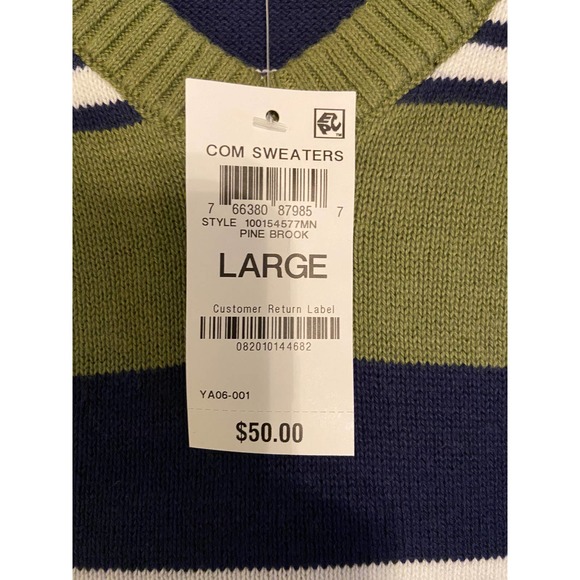 COM SWEATERS
7 66380 87985 7
STYLE 100154577MN
PINE BROOK
LARGE
Customer Return Label
082010144682
YA06-001
$50.00